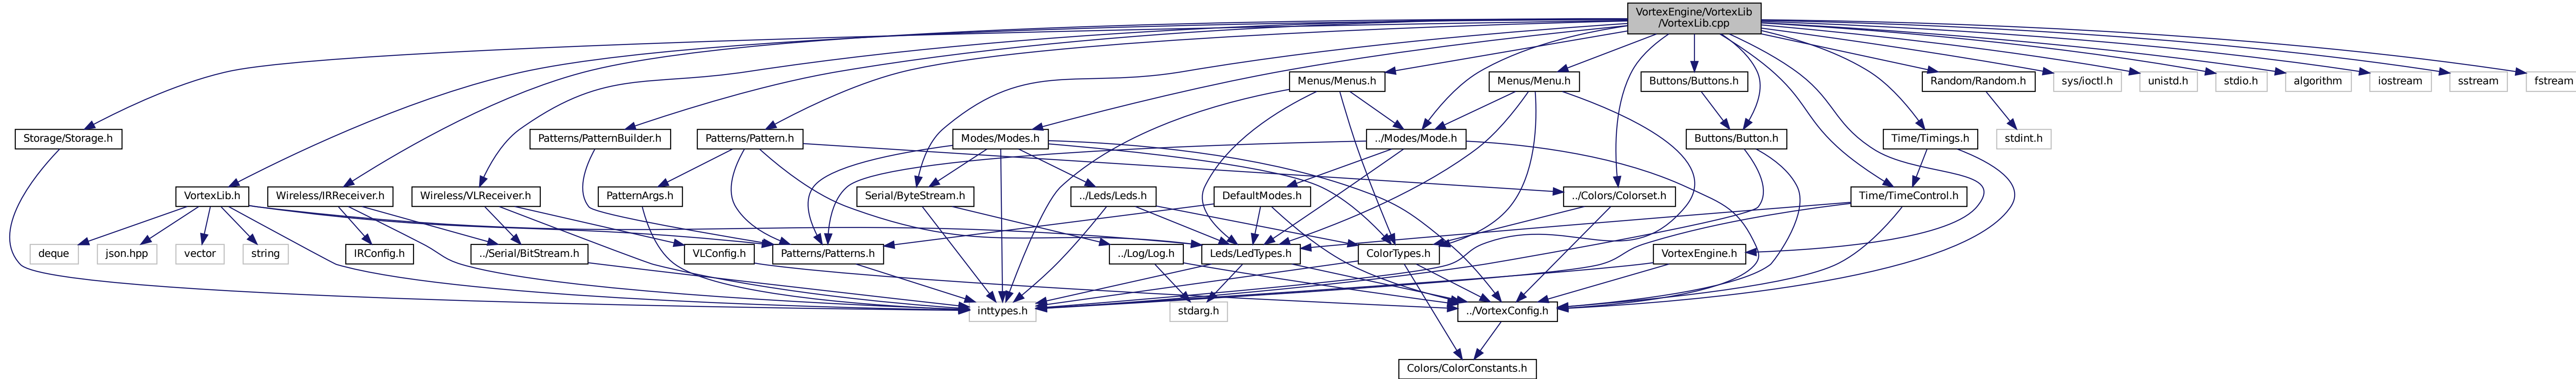 VortexEngine/VortexLib
/VortexLib.cpp
Menus/Menus.h
Menus/Menu.h
Buttons/Buttons.h
Random/Random.h
sys/ioctl.h
unistd.h
stdio.h
algorithm
iostream
sstream
fstream
Storage/Storage.h
Patterns/PatternBuilder.h
Patterns/Pattern.h
Modes/Modes.h
../Modes/Mode.h
Buttons/Button.h
Time/Timings.h
stdint.h
VortexLib.h
Wireless/IRReceiver.h
Wireless/VLReceiver.h
PatternArgs.h
Serial/ByteStream.h
../Leds/Leds.h
DefaultModes.h
../Colors/Colorset.h
Time/TimeControl.h
deque
json.hpp
vector
string
IRConfig.h
../Serial/BitStream.h
VLConfig.h
Patterns/Patterns.h
../Log/Log.h
Leds/LedTypes.h
ColorTypes.h
VortexEngine.h
inttypes.h
stdarg.h
../VortexConfig.h
Colors/ColorConstants.h